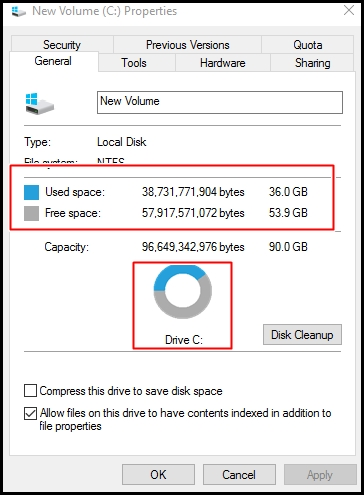 New Volume (C:) Properties
Security Previous Versions Quota
General Tools Hardware Sharing
New Volume
Type: Local Disk
File system: NTFS
Used space: 38,731,771,904 bytes 36.0 GB
Free space: 57,917,571,072 bytes 53.9 GB
Capacity: 96,649,342,976 bytes 90.0 GB
Drive C:
Disk Cleanup
Compress this drive to save disk space
Allow files on this drive to have contents indexed in addition to
file properties
OK Cancel Apply